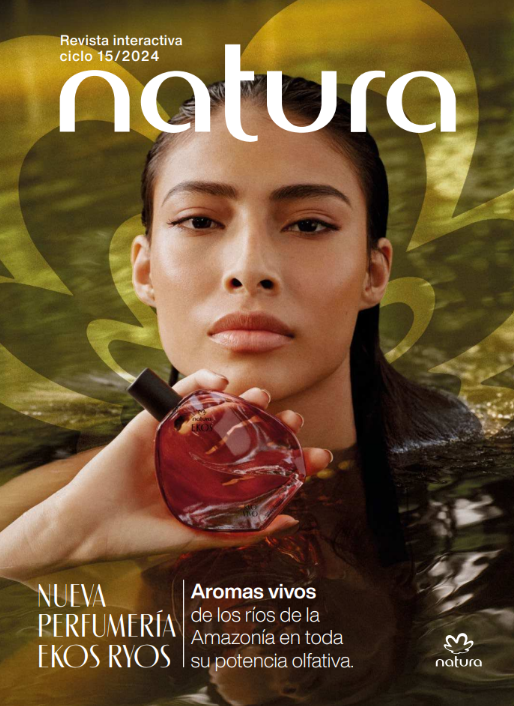 Revista interactiva
ciclo 15/2024
natura
EKOS
NUEVA
PERFUMERÍA
EKOS RYOS
Aromas vivos
de los ríos de la
Amazonía en toda
su potencia olfativa.
natura